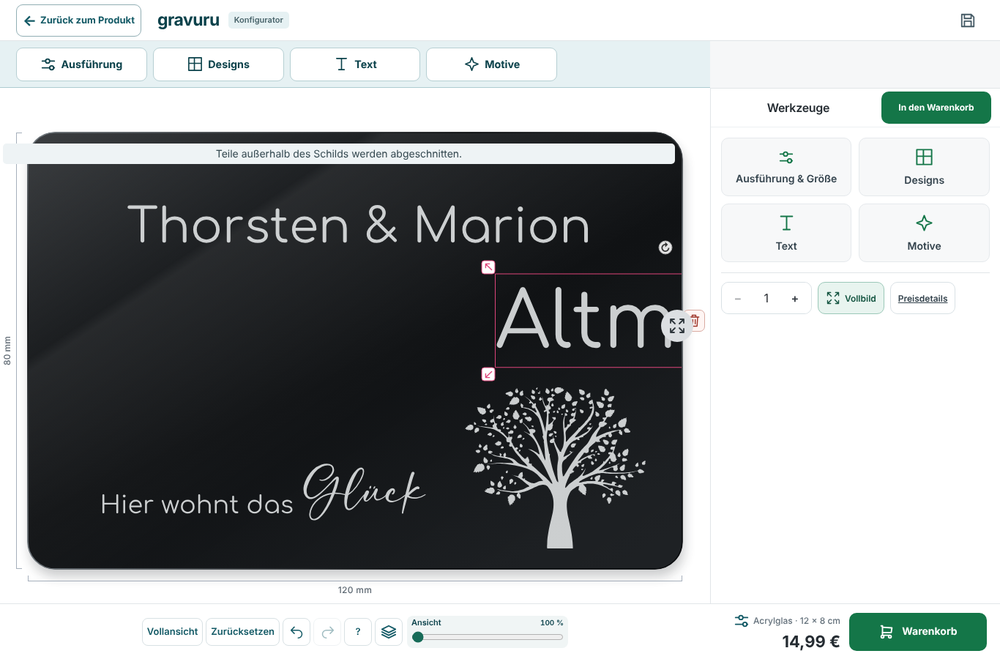 Zurück zum Produkt
gravuru
Konfigurator
Ausführung
Designs
Text
Motive
Werkzeuge
In den Warenkorb
Teile außerhalb des Schilds werden abgeschnitten.
Ausführung & Größe
Designs
Text
Motive
− 1 +
Vollbild
Preisdetails
Thorsten & Marion
Altm
Hier wohnt das Glück
80 mm
120 mm
Vollansicht
Zurücksetzen
?
Ansicht
100 %
Acrylglas · 12 × 8 cm
14,99 €
Warenkorb